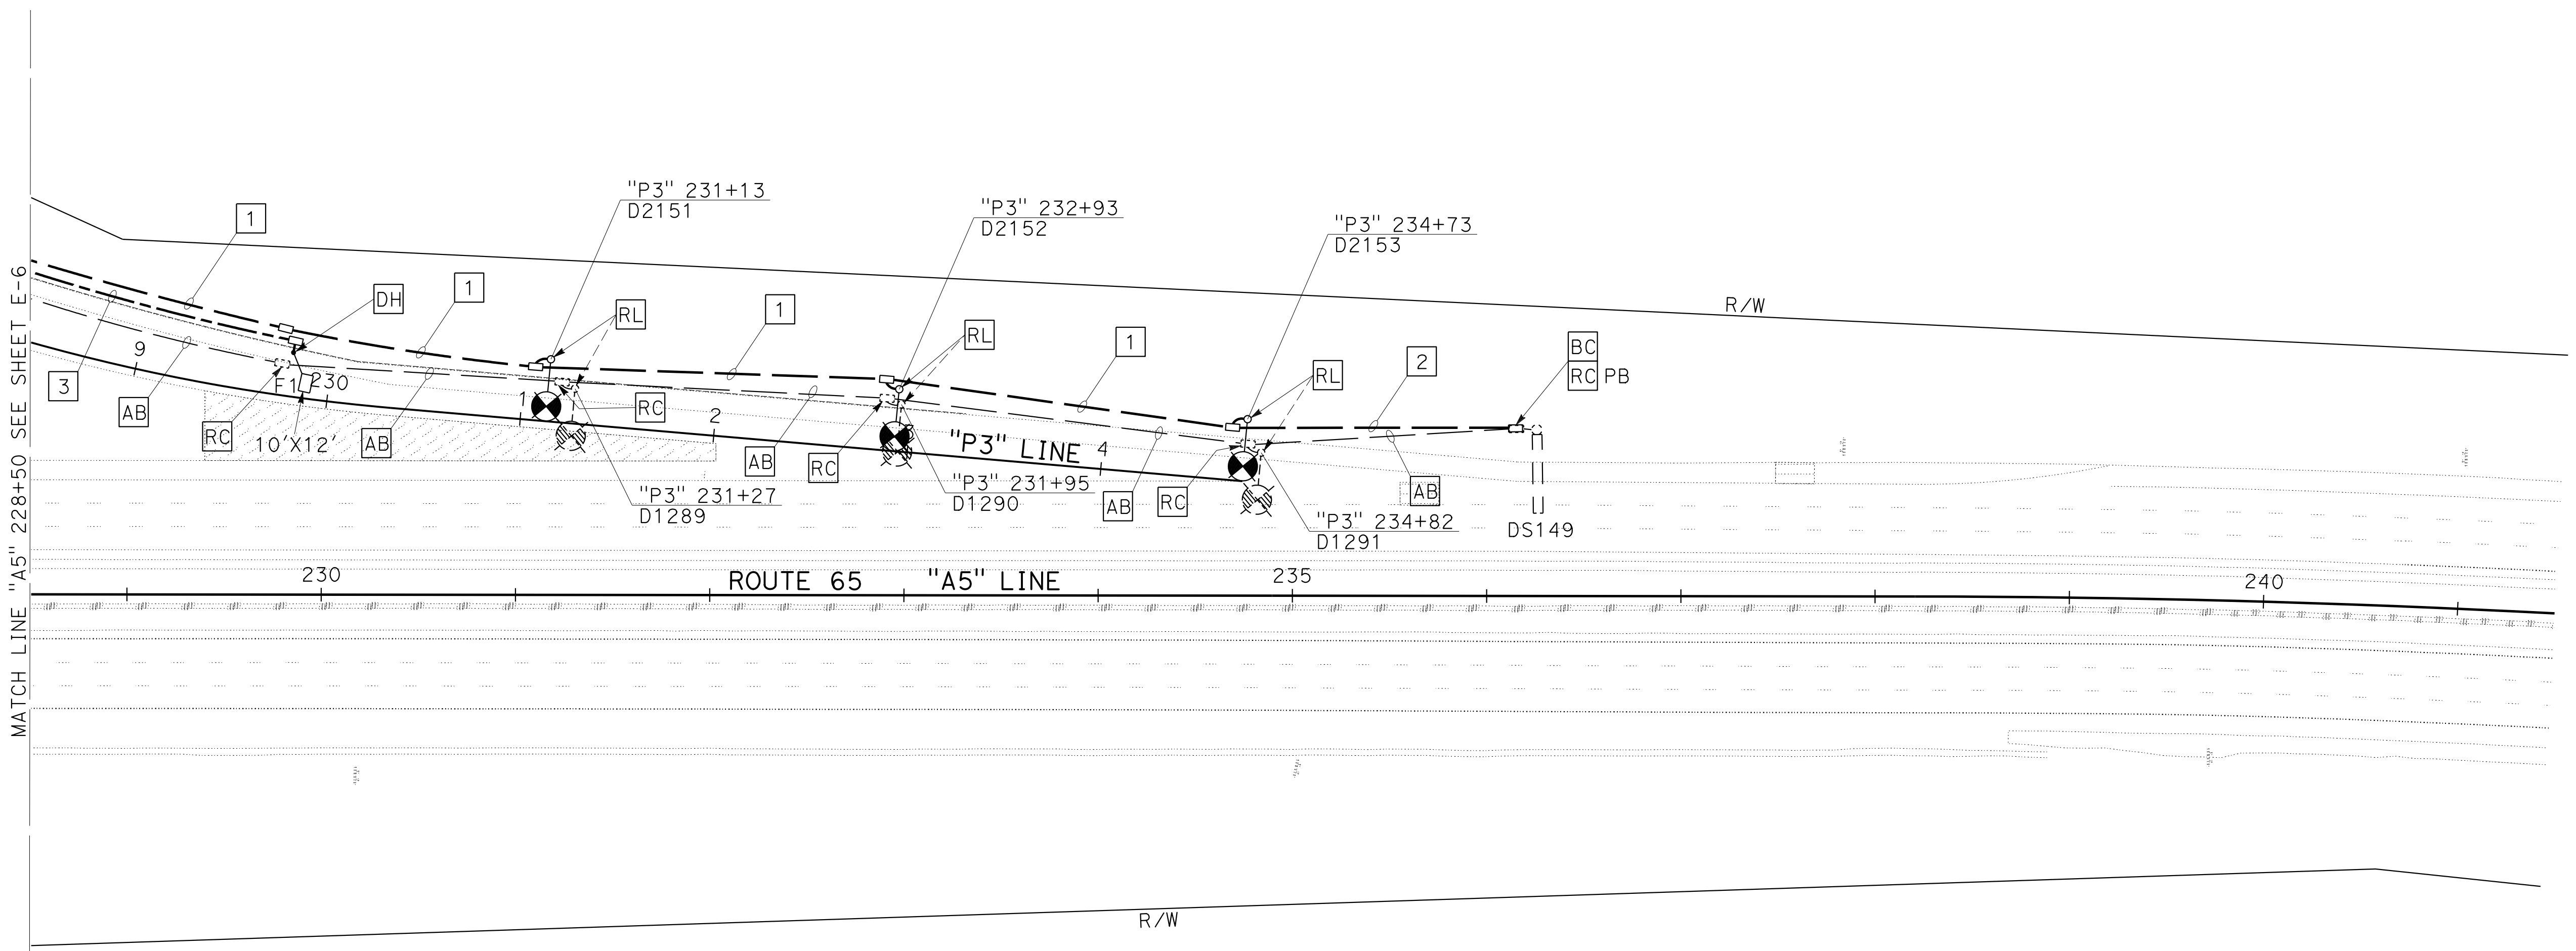 "P3" 231+13
D2151
"P3" 232+93
D2152
"P3" 234+73
D2153
1
1
1
1
2
DH
RL
RL
RL
R/W
BC
RC PB
9
3
F1
230
AB
RC
10'X12'
AB
1
RC
2
"P3" LINE
4
AB
RC
"P3" 231+27
D1289
"P3" 231+95
D1290
AB
RC
AB
"P3" 234+82
D1291
DS149
230
ROUTE 65 "A5" LINE
235
240
MATCH LINE "A5" 228+50 SEE SHEET E-6
R/W